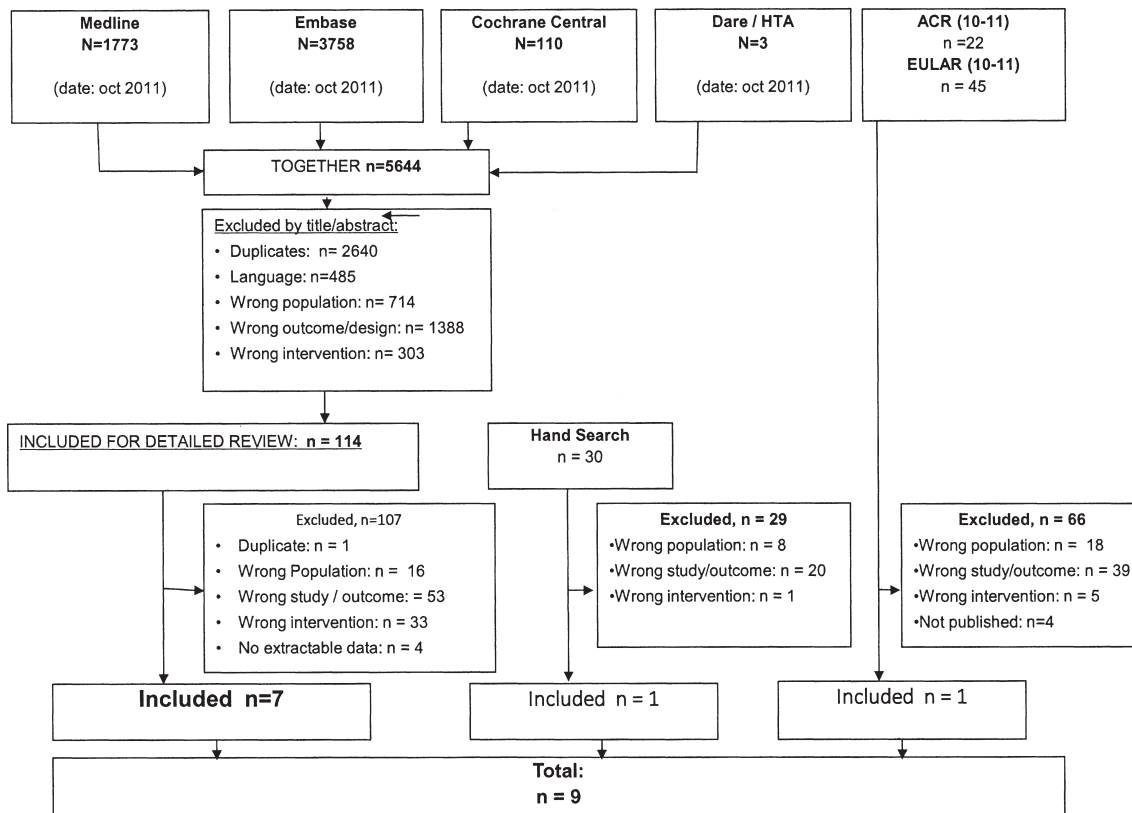 Medline
N=1773
(date: oct 2011)
Embase
N=3758
(date: oct 2011)
Cochrane Central
N=110
(date: oct 2011)
Dare / HTA
N=3
(date: oct 2011)
ACR (10-11)
n =22
EULAR (10-11)
n = 45
TOGETHER n=5644
Excluded by title/abstract:
• Duplicates: n= 2640
• Language: n=485
• Wrong population: n= 714
• Wrong outcome/design: n= 1388
• Wrong intervention: n= 303
INCLUDED FOR DETAILED REVIEW: n = 114
Hand Search
n = 30
Excluded, n=107
• Duplicate: n = 1
• Wrong Population: n = 16
• Wrong study / outcome: = 53
• Wrong intervention: n = 33
• No extractable data: n = 4
Excluded, n = 29
•Wrong population: n = 8
•Wrong study/outcome: n = 20
•Wrong intervention: n = 1
Excluded, n = 66
•Wrong population: n = 18
•Wrong study/outcome: n = 39
•Wrong intervention: n = 5
•Not published: n=4
Included n=7
Included n = 1
Included n = 1
Total:
n = 9